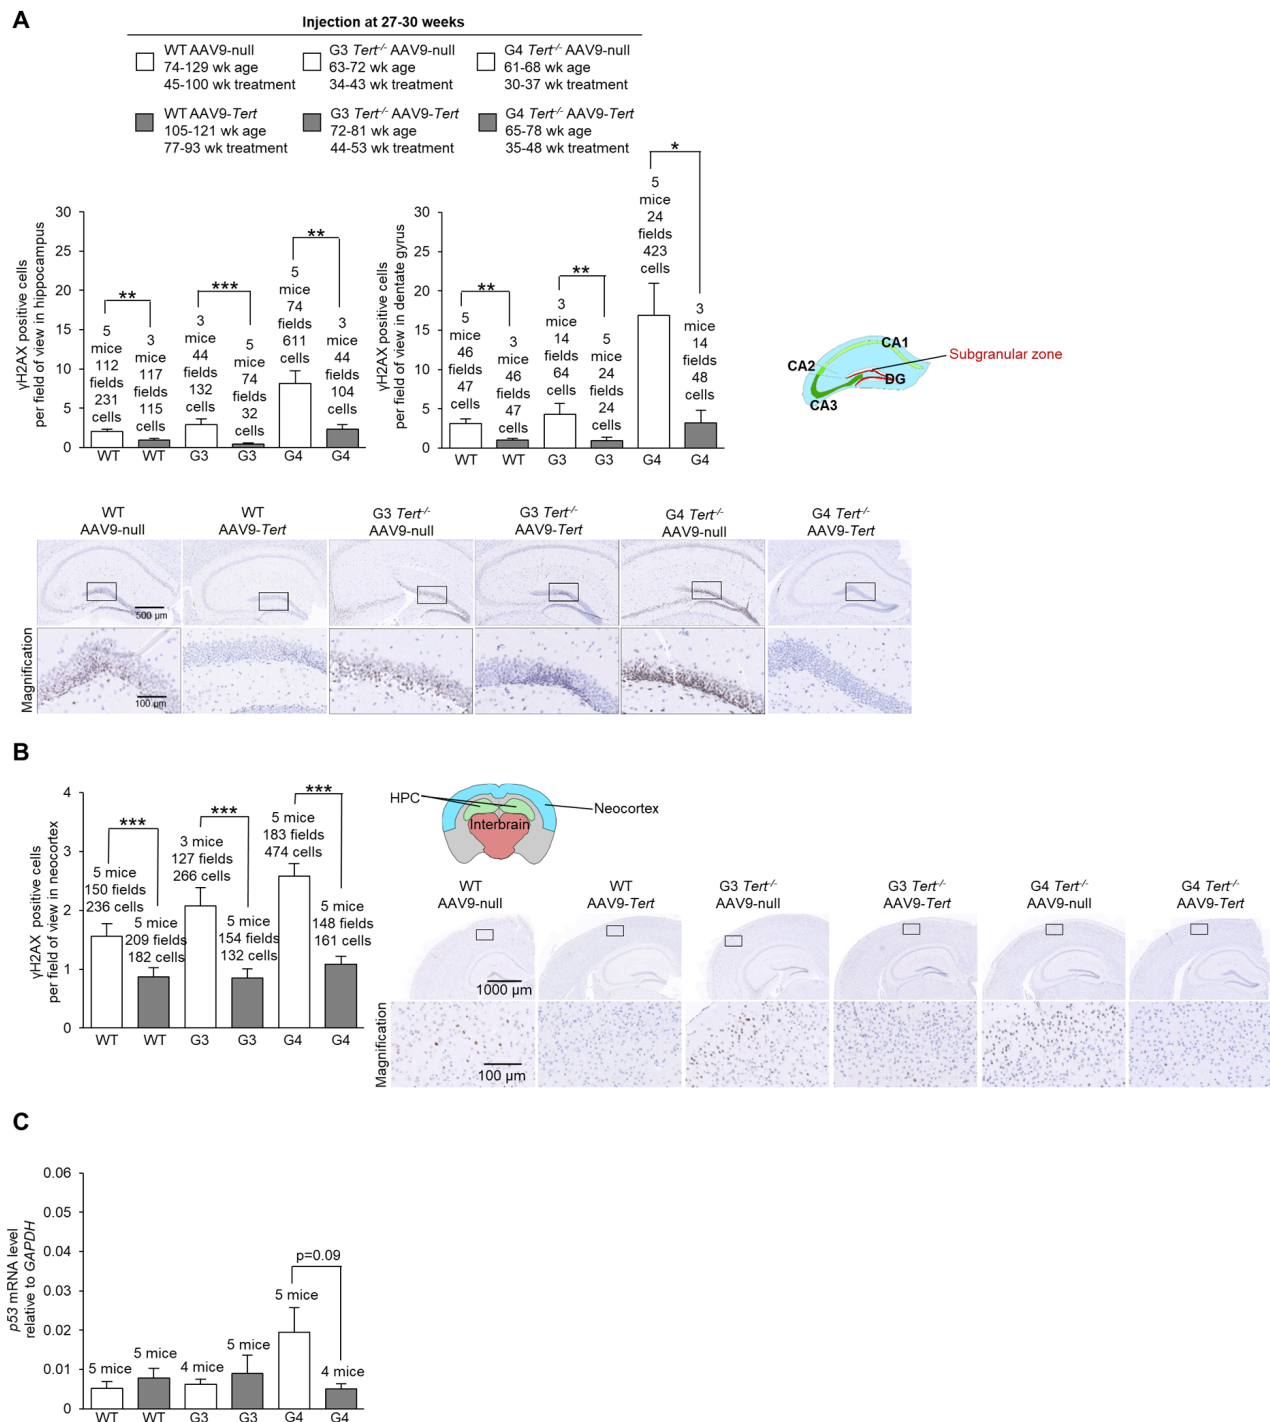 A
Injection at 27-30 weeks
WT AAV9-null
74-129 wk age
45-100 wk treatment
G3 Tert-/- AAV9-null
63-72 wk age
34-43 wk treatment
G4 Tert-/- AAV9-null
61-68 wk age
30-37 wk treatment
WT AAV9-Tert
105-121 wk age
77-93 wk treatment
G3 Tert-/- AAV9-Tert
72-81 wk age
44-53 wk treatment
G4 Tert-/- AAV9-Tert
65-78 wk age
35-48 wk treatment
γH2AX positive cells
per field of view in hippocampus
30
25
20
15
10
5
0
**
***
**
5
mice
112
fields
231
cells
3
mice
117
fields
115
cells
3
mice
44
fields
132
cells
5
mice
74
fields
32
cells
5
mice
74
fields
611
cells
3
mice
44
fields
104
cells
WT WT G3 G3 G4 G4
γH2AX positive cells
per field of view in dentate gyrus
30
25
20
15
10
5
0
**
**
*
5
mice
46
fields
47
cells
3
mice
46
fields
47
cells
3
mice
14
fields
64
cells
5
mice
24
fields
24
cells
5
mice
24
fields
423
cells
3
mice
14
fields
48
cells
WT WT G3 G3 G4 G4
CA1
Subgranular zone
CA2
DG
CA3
WT
AAV9-null
WT
AAV9-Tert
G3 Tert-/-
AAV9-null
G3 Tert-/-
AAV9-Tert
G4 Tert-/-
AAV9-null
G4 Tert-/-
AAV9-Tert
500 µm
Magnification
100 µm
B
γH2AX positive cells
per field of view in neocortex
4
3
2
1
0
***
***
***
5 mice
150 fields
236 cells
5 mice
209 fields
182 cells
3 mice
127 fields
266 cells
5 mice
154 fields
132 cells
5 mice
183 fields
474 cells
5 mice
148 fields
161 cells
WT WT G3 G3 G4 G4
HPC
Neocortex
Interbrain
WT
AAV9-null
WT
AAV9-Tert
G3 Tert-/-
AAV9-null
G3 Tert-/-
AAV9-Tert
G4 Tert-/-
AAV9-null
G4 Tert-/-
AAV9-Tert
1000 µm
Magnification
100 µm
C
p53 mRNA level
relative to GAPDH
0.06
0.05
0.04
0.03
0.02
0.01
0
p=0.09
5 mice
5 mice
4 mice
5 mice
5 mice
4 mice
WT WT G3 G3 G4 G4